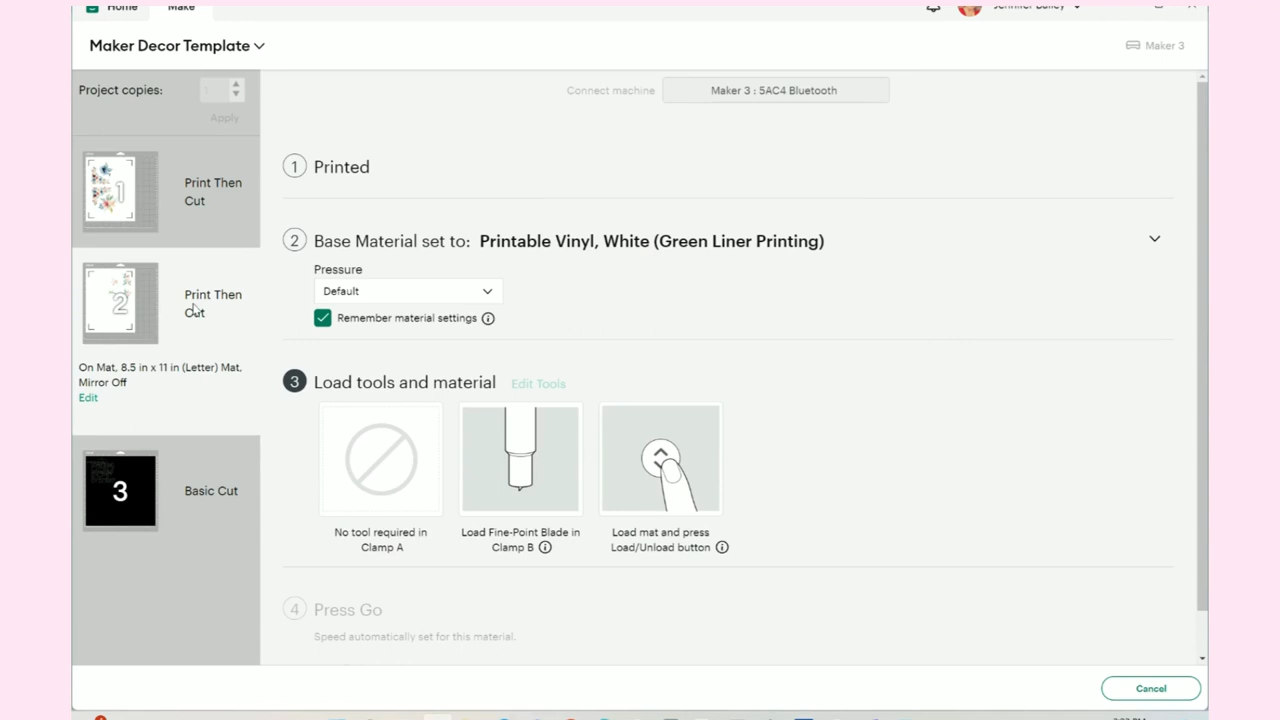 Home
Make
Maker Decor Template
Maker 3
Project copies:
Apply
Connect machine
Maker 3 : 5AC4 Bluetooth
1
Print Then
Cut
2
Print Then
Cut
On Mat, 8.5 in x 11 in (Letter) Mat,
Mirror Off
Edit
3
Basic Cut
1 Printed
2 Base Material set to: Printable Vinyl, White (Green Liner Printing)
Pressure
Default
Remember material settings
3 Load tools and material Edit Tools
No tool required in
Clamp A
Load Fine-Point Blade in
Clamp B
Load mat and press
Load/Unload button
4 Press Go
Speed automatically set for this material.
Cancel